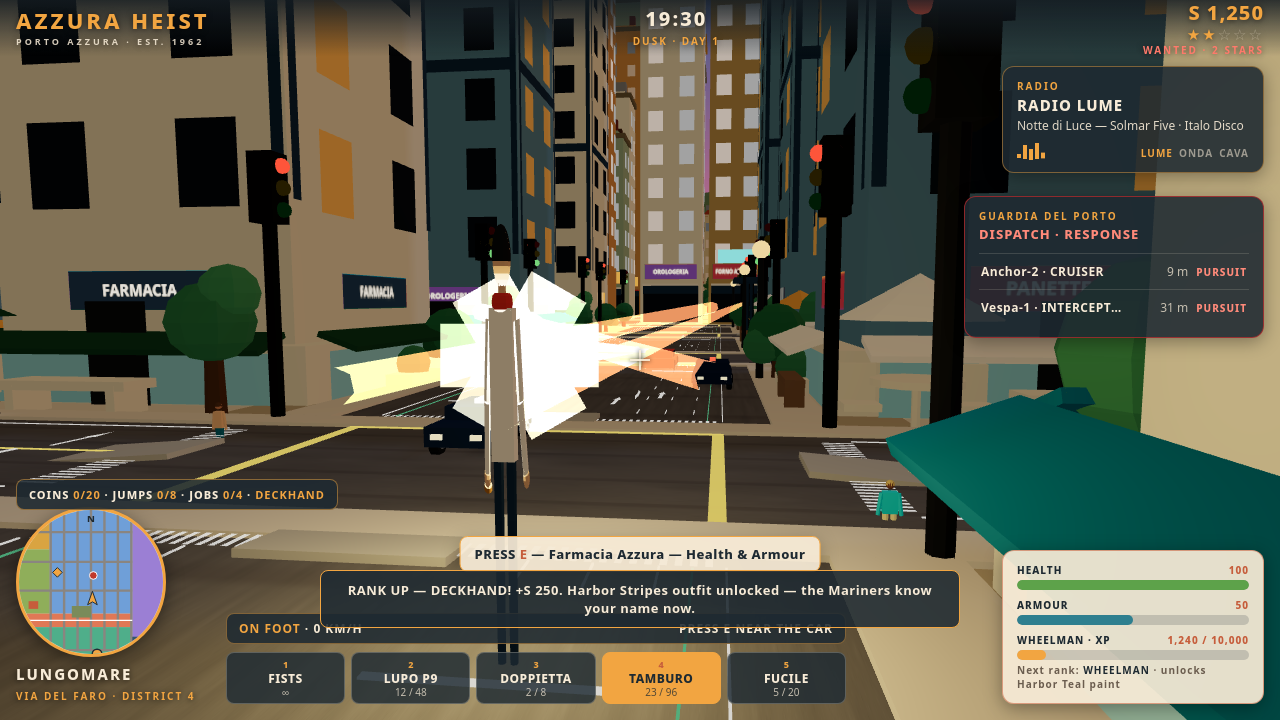 AZZURA HEIST
PORTO AZZURA · EST. 1962
19:30
DUSK · DAY 1
S 1,250
★★☆☆☆
WANTED · 2 STARS
RADIO
RADIO LUME
Notte di Luce — Solmar Five · Italo Disco
LUME ONDA CAVA
GUARDIA DEL PORTO
DISPATCH · RESPONSE
Anchor-2 · CRUISER 9 m PURSUIT
Vespa-1 · INTERCEPT... 31 m PURSUIT
PANETTE
FARMACIA
FARMACIA
OROLOGERIA
OROLOGERIA
COINS 0/20 · JUMPS 0/8 · JOBS 0/4 · DECKHAND
N
LUNGOMARE
VIA DEL FARO · DISTRICT 4
PRESS E — Farmacia Azzura — Health & Armour
RANK UP — DECKHAND! +S 250. Harbor Stripes outfit unlocked — the Mariners know
your name now.
ON FOOT · 0 KM/H PRESS E NEAR THE CAR
1
FISTS
∞
2
LUPO P9
12 / 48
3
DOPPIETTA
2 / 8
4
TAMBURO
23 / 96
5
FUCILE
5 / 20
HEALTH 100
ARMOUR 50
WHEELMAN · XP 1,240 / 10,000
Next rank: WHEELMAN · unlocks
Harbor Teal paint